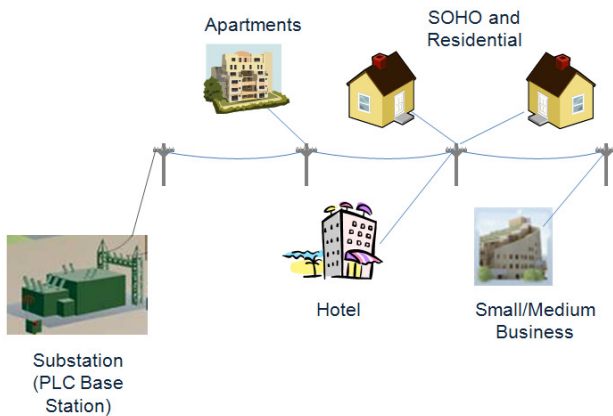 Apartments
SOHO and
Residential
Hotel
Small/Medium
Business
Substation
(PLC Base
Station)